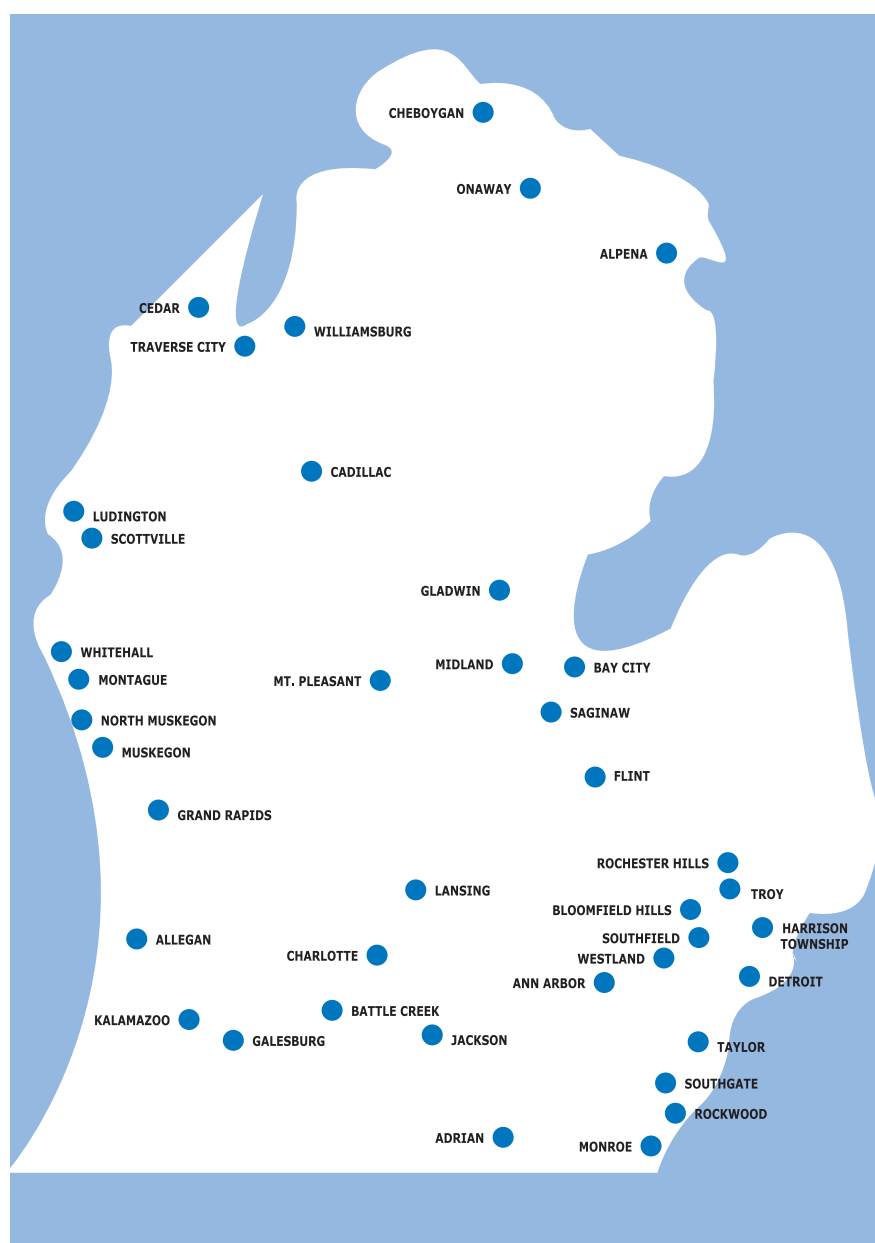 CHEBOYGAN
ONAWAY
ALPENA
CEDAR
WILLIAMSBURG
TRAVERSE CITY
CADILLAC
LUDINGTON
SCOTTVILLE
GLADWIN
WHITEHALL
MIDLAND
BAY CITY
MONTAGUE
MT. PLEASANT
SAGINAW
NORTH MUSKEGON
MUSKEGON
FLINT
GRAND RAPIDS
ROCHESTER HILLS
LANSING
TROY
BLOOMFIELD HILLS
HARRISON
TOWNSHIP
SOUTHFIELD
ALLEGAN
CHARLOTTE
WESTLAND
ANN ARBOR
DETROIT
BATTLE CREEK
KALAMAZOO
GALESBURG
JACKSON
TAYLOR
SOUTHGATE
ROCKWOOD
ADRIAN
MONROE